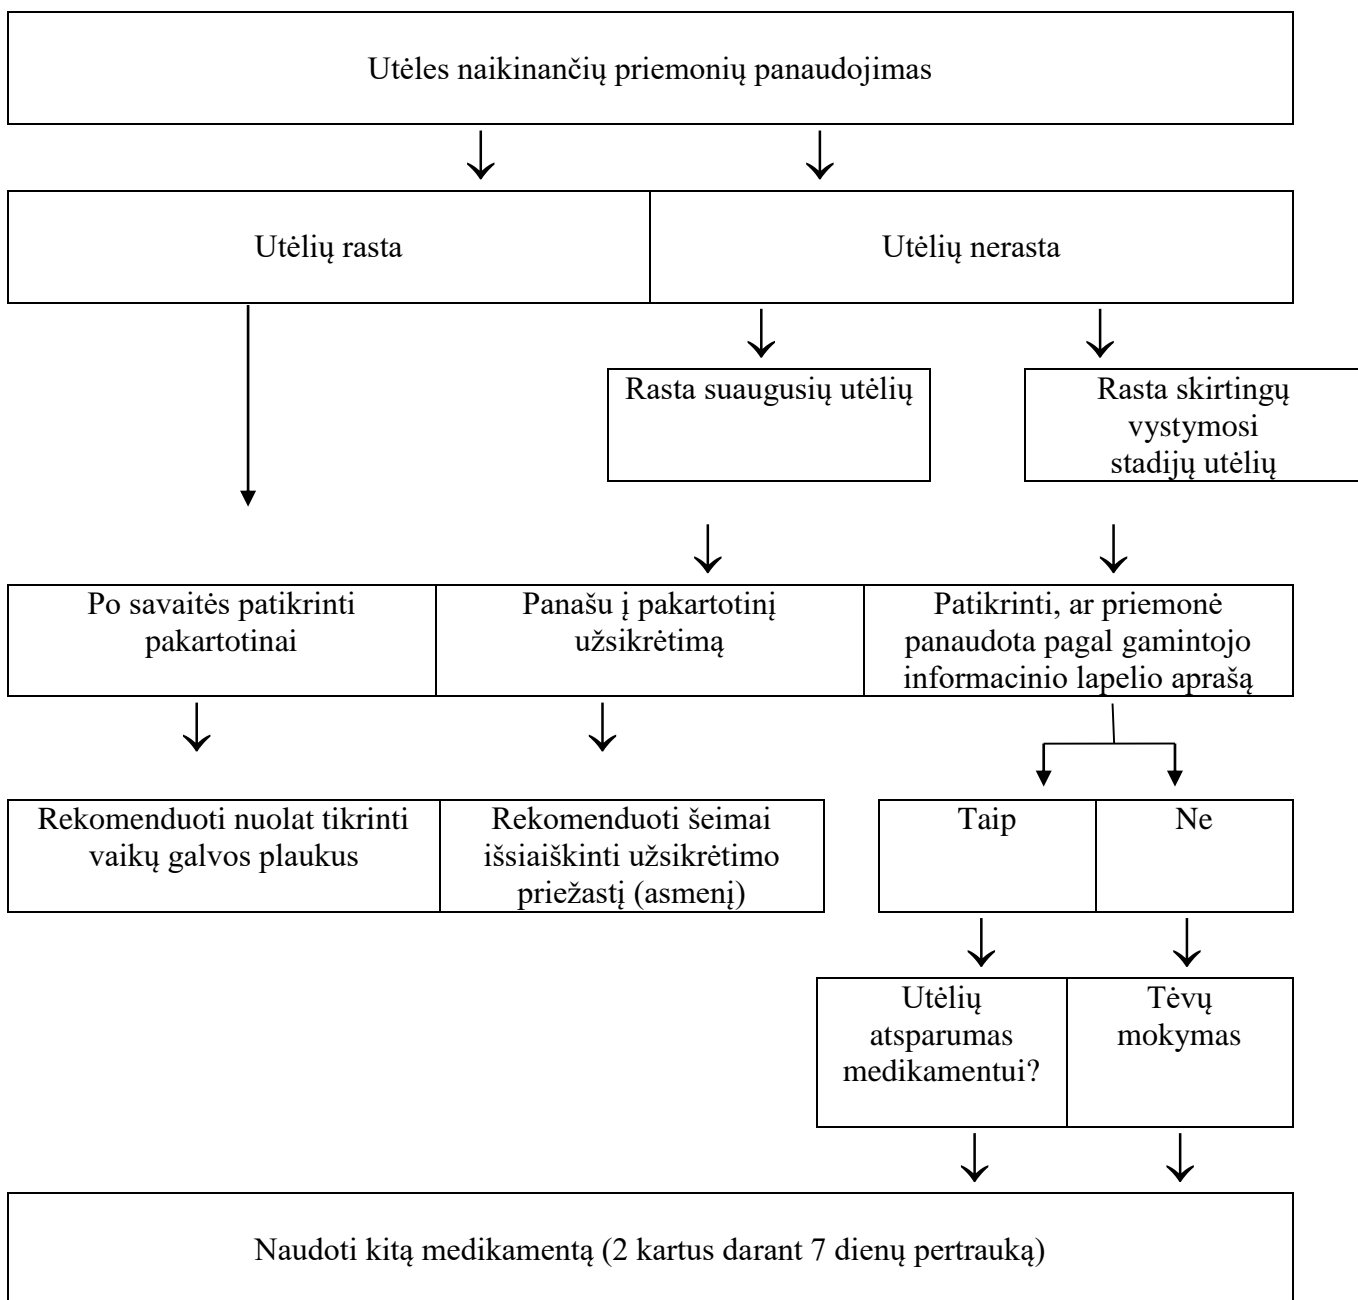 Utėles naikinančių priemonių panaudojimas
Utėlių rasta
Utėlių nerasta
Rasta suaugusių utėlių
Rasta skirtingų
vystymosi
stadijų utėlių
Po savaitės patikrinti
pakartotinai
Panašu į pakartotinį
užsikrėtimą
Patikrinti, ar priemonė
panaudota pagal gamintojo
informacinio lapelio aprašą
Rekomenduoti nuolat tikrinti
vaikų galvos plaukus
Rekomenduoti šeimai
išsiaiškinti užsikrėtimo
priežastį (asmenį)
Taip
Ne
Utėlių
atsparumas
medikamentui?
Tėvų
mokymas
Naudoti kitą medikamentą (2 kartus darant 7 dienų pertrauką)